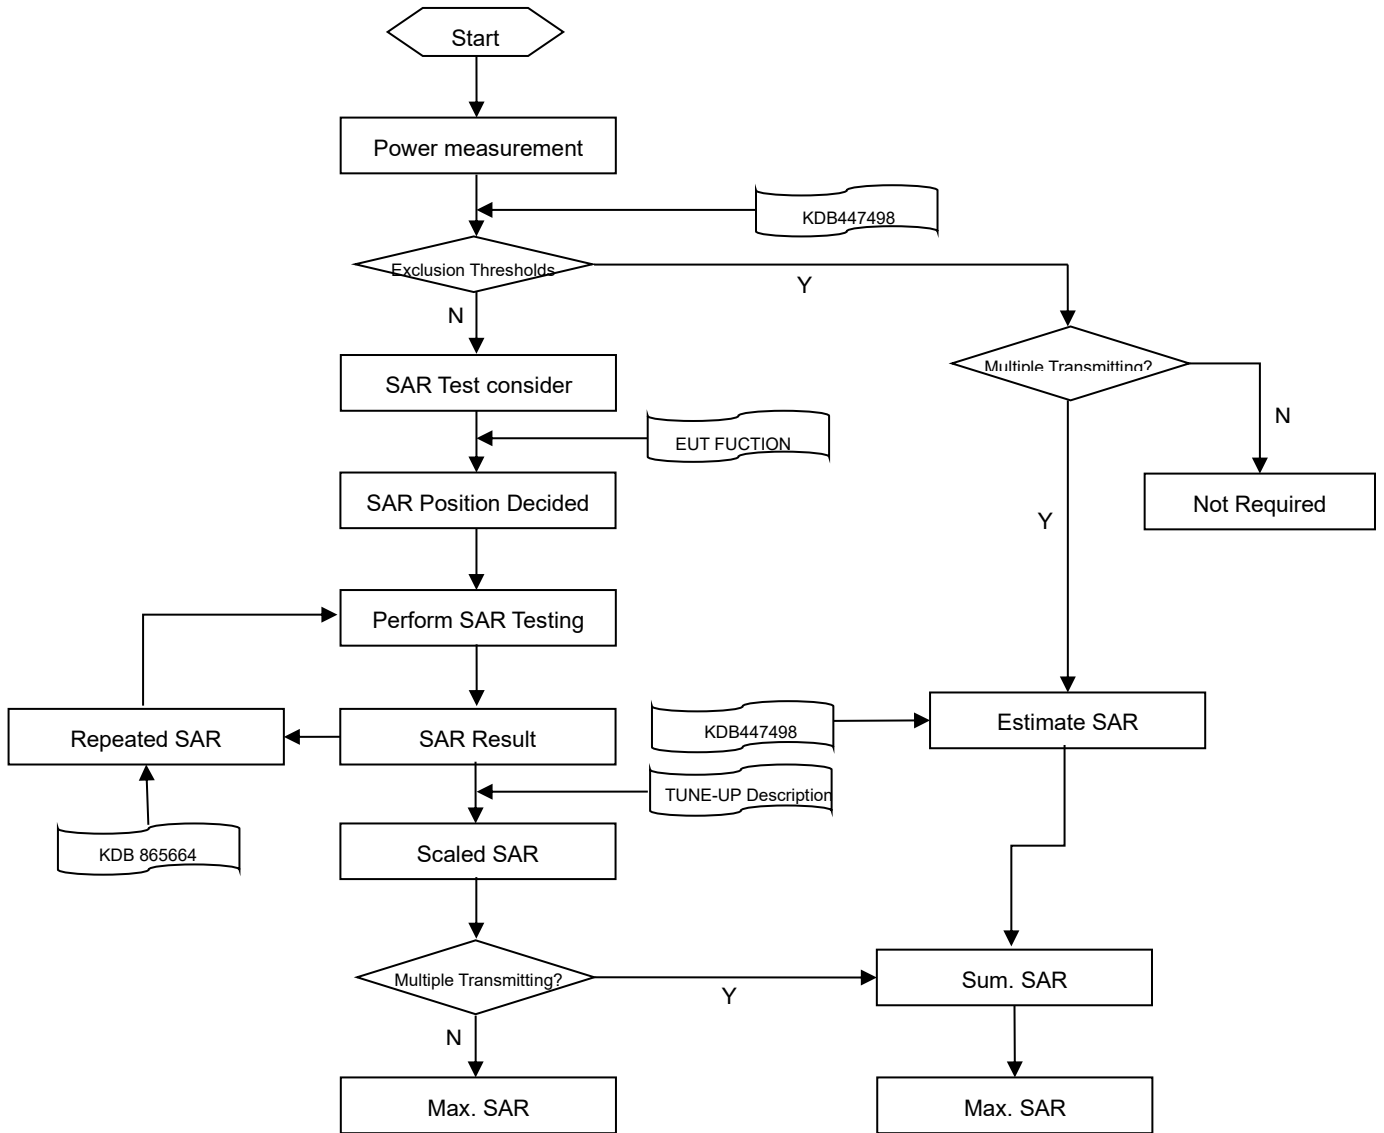 Start
Power measurement
KDB447498
Exclusion Thresholds
Y
N
Multiple Transmitting?
SAR Test consider
N
EUT FUCTION
SAR Position Decided
Not Required
Y
Perform SAR Testing
Repeated SAR
SAR Result
KDB447498
Estimate SAR
TUNE-UP Description
KDB 865664
Scaled SAR
Multiple Transmitting?
Y
Sum. SAR
N
Max. SAR
Max. SAR